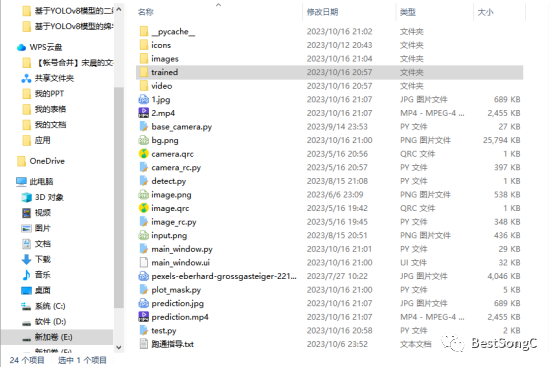 基于YOLOv8模型的二
基于YOLOv8模型的绵
WPS云盘
【帐号合并】宋晨的文
共享文件夹
我的PPT
我的表格
我的文档
应用
OneDrive
此电脑
3D 对象
视频
图片
文档
下载
音乐
桌面
系统 (C:)
软件 (D:)
新加卷 (E:)
新加卷 (E:)
名称 修改日期 类型 大小
__pycache__ 2023/10/16 21:02 文件夹
icons 2023/10/12 20:43 文件夹
images 2023/10/16 21:04 文件夹
trained 2023/10/16 20:57 文件夹
video 2023/10/16 20:57 文件夹
1.jpg 2023/10/16 21:07 JPG 图片文件 689 KB
2.mp4 2023/10/16 21:07 MP4 - MPEG-4 ... 2,455 KB
base_camera.py 2023/9/14 23:53 PY 文件 27 KB
bg.png 2023/10/16 21:00 PNG 图片文件 25,794 KB
camera.qrc 2023/5/16 20:56 QRC 文件 1 KB
camera_rc.py 2023/5/16 20:57 PY 文件 397 KB
detect.py 2023/8/15 21:08 PY 文件 1 KB
image.png 2023/6/6 23:09 PNG 图片文件 538 KB
image.qrc 2023/5/16 19:42 QRC 文件 1 KB
image_rc.py 2023/5/16 19:45 PY 文件 348 KB
input.png 2023/8/15 20:51 PNG 图片文件 436 KB
main_window.py 2023/10/16 21:01 PY 文件 29 KB
main_window.ui 2023/10/16 21:00 UI 文件 32 KB
pexels-eberhard-grossgasteiger-221... 2023/7/27 10:22 JPG 图片文件 4,046 KB
plot_mask.py 2023/10/16 21:00 PY 文件 5 KB
prediction.jpg 2023/10/16 21:07 JPG 图片文件 689 KB
prediction.mp4 2023/10/16 21:07 MP4 - MPEG-4 ... 2,455 KB
test.py 2023/10/16 20:58 PY 文件 2 KB
跑通指导.txt 2023/10/6 23:52 文本文档
BestSongC
24 个项目 选中 1 个项目